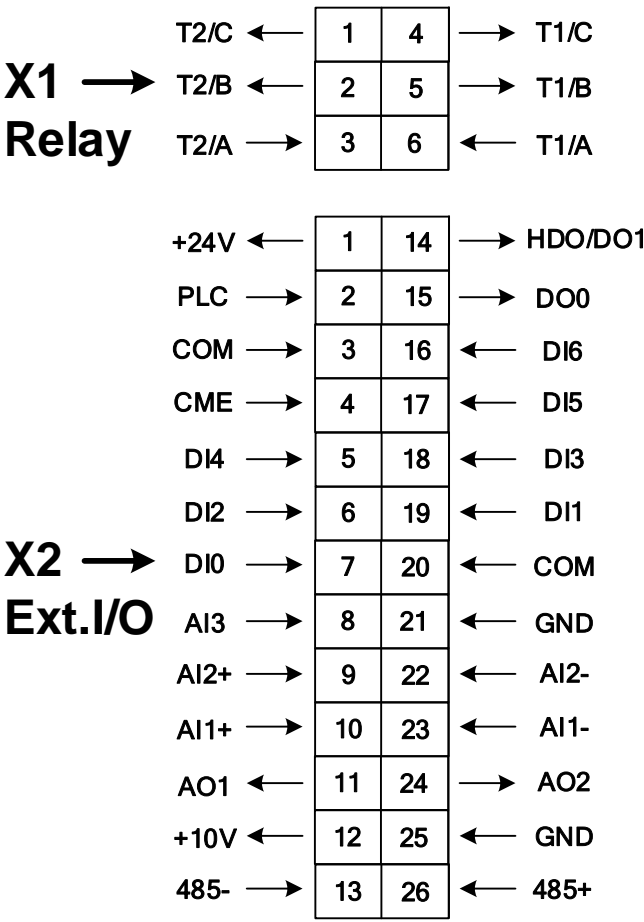 T2/C 1 4 T1/C
X1 T2/B 2 5 T1/B
Relay T2/A 3 6 T1/A
+24V 1 14 HDO/DO1
PLC 2 15 DO0
COM 3 16 DI6
CME 4 17 DI5
DI4 5 18 DI3
DI2 6 19 DI1
X2 DI0 7 20 COM
Ext.I/O AI3 8 21 GND
AI2+ 9 22 AI2-
AI1+ 10 23 AI1-
AO1 11 24 AO2
+10V 12 25 GND
485- 13 26 485+